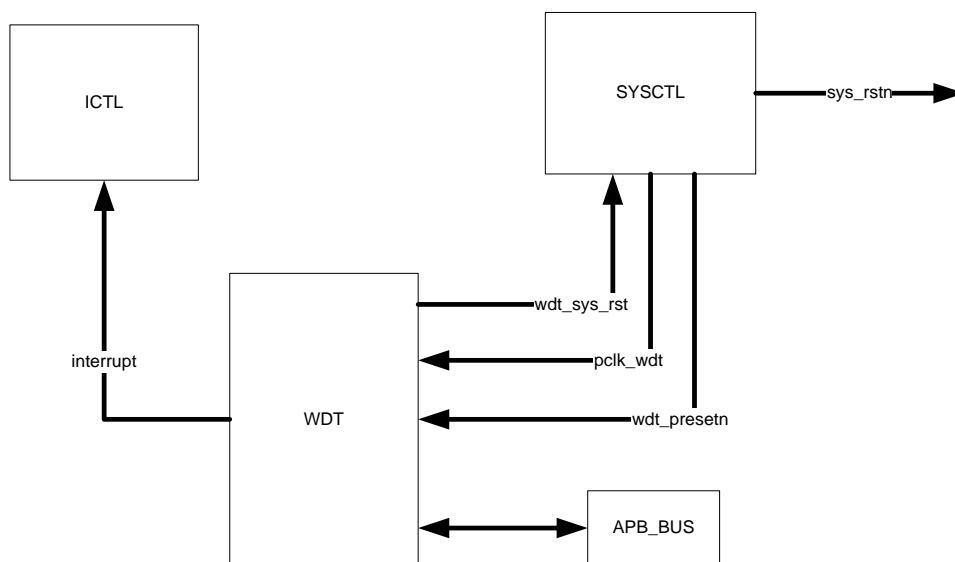 ICTL
SYSCTL
sys_rstn
wdt_sys_rst
interrupt
pclk_wdt
WDT
wdt_presetn
APB_BUS